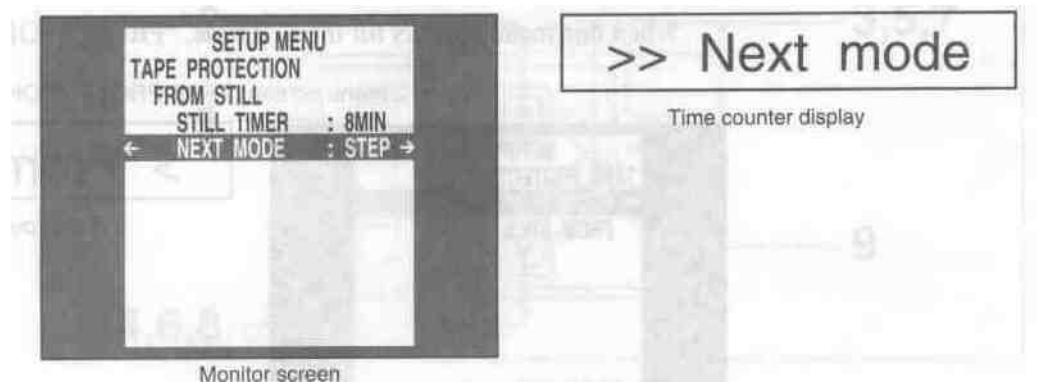 SETUP MENU
TAPE PROTECTION
FROM STILL
STILL TIMER : 8MIN
← NEXT MODE : STEP →
Monitor screen
>> Next mode
Time counter display